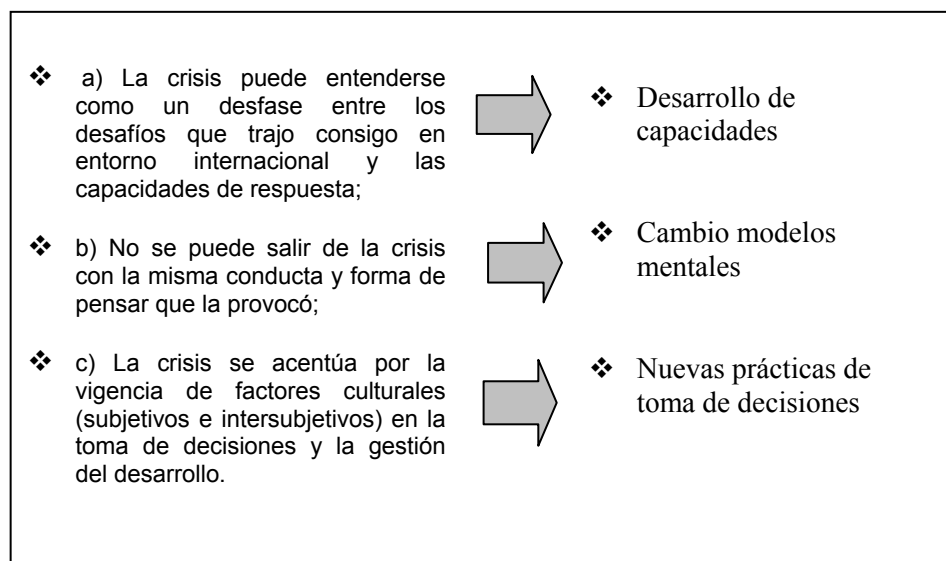 ❖ a) La crisis puede entenderse
como un desfase entre los
desafíos que trajo consigo en
entorno internacional y las
capacidades de respuesta;
❖ Desarrollo de
capacidades
❖ b) No se puede salir de la crisis
con la misma conducta y forma de
pensar que la provocó;
❖ Cambio modelos
mentales
❖ c) La crisis se acentúa por la
vigencia de factores culturales
(subjetivos e intersubjetivos) en la
toma de decisiones y la gestión
del desarrollo.
❖ Nuevas prácticas de
toma de decisiones